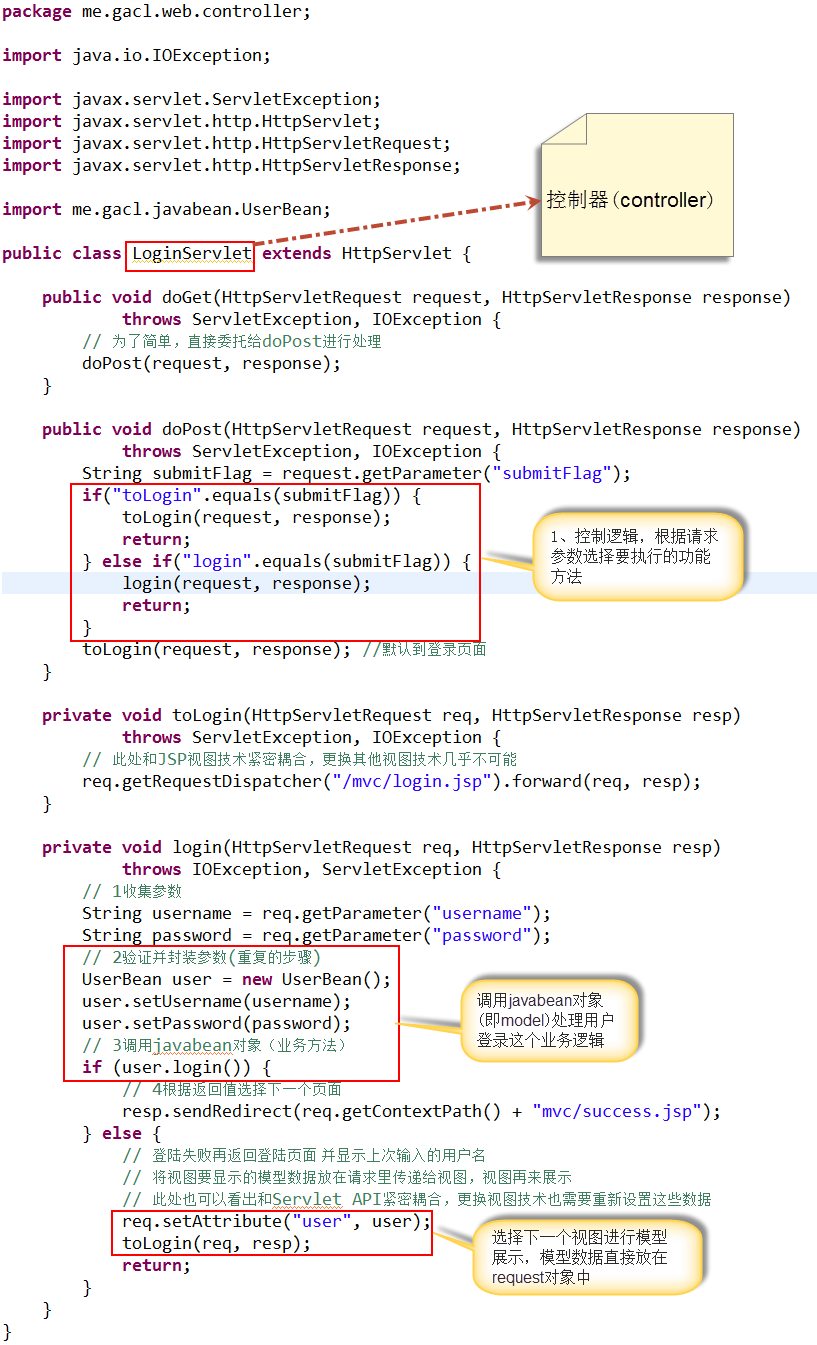 package me.gacl.web.controller;
import java.io.IOException;
import javax.servlet.ServletException;
import javax.servlet.http.HttpServlet;
import javax.servlet.http.HttpServletRequest;
import javax.servlet.http.HttpServletResponse;
import me.gacl.javabean.UserBean;
控制器(controller)
public class LoginServlet extends HttpServlet {
public void doGet(HttpServletRequest request, HttpServletResponse response)
throws ServletException, IOException {
// 为了简单，直接委托给doPost进行处理
doPost(request, response);
}
public void doPost(HttpServletRequest request, HttpServletResponse response)
throws ServletException, IOException {
String submitFlag = request.getParameter("submitFlag");
if("toLogin".equals(submitFlag)) {
toLogin(request, response);
return;
} else if("login".equals(submitFlag)) {
login(request, response);
return;
}
1、控制逻辑，根据请求
参数选择要执行的功能
方法
toLogin(request, response); //默认到登录页面
}
private void toLogin(HttpServletRequest req, HttpServletResponse resp)
throws ServletException, IOException {
// 此处和JSP视图技术紧密耦合，更换其他视图技术几乎不可能
req.getRequestDispatcher("/mvc/login.jsp").forward(req, resp);
}
private void login(HttpServletRequest req, HttpServletResponse resp)
throws IOException, ServletException {
// 1收集参数
String username = req.getParameter("username");
String password = req.getParameter("password");
// 2验证并封装参数(重复的步骤)
UserBean user = new UserBean();
user.setUsername(username);
user.setPassword(password);
// 3调用javabean对象（业务方法）
if (user.login()) {
调用javabean对象
(即model)处理用户
登录这个业务逻辑
// 4根据返回值选择下一个页面
resp.sendRedirect(req.getContextPath() + "mvc/success.jsp");
} else {
// 登陆失败再返回登陆页面 并显示上次输入的用户名
// 将视图要显示的模型数据放在请求里传递给视图，视图再来展示
// 此处也可以看出和Servlet API紧密耦合，更换视图技术也需要重新设置这些数据
req.setAttribute("user", user);
toLogin(req, resp);
return;
选择下一个视图进行模型
展示，模型数据直接放在
request对象中
}
}
}